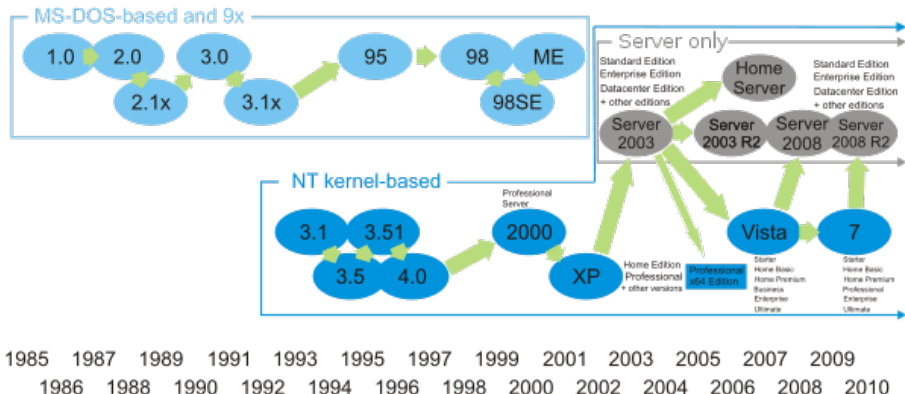 MS-DOS-based and 9x
1.0
2.0
3.0
95
98
ME
2.1x
3.1x
98SE
Server only
Standard Edition
Enterprise Edition
Datacenter Edition
+ other editions
Home
Server
Standard Edition
Enterprise Edition
Datacenter Edition
+ other editions
Server
2003
Server
2003 R2
Server
2008
Server
2008 R2
NT kernel-based
Professional
Server
3.1
3.51
2000
Vista
7
3.5
4.0
XP
Home Edition
Professional
+ other versions
Professional
x64 Edition
Starter
Home Basic
Home Premium
Business
Enterprise
Ultimate
Starter
Home Basic
Home Premium
Professional
Enterprise
Ultimate
1985 1987 1989 1991 1993 1995 1997 1999 2001 2003 2005 2007 2009
1986 1988 1990 1992 1994 1996 1998 2000 2002 2004 2006 2008 2010